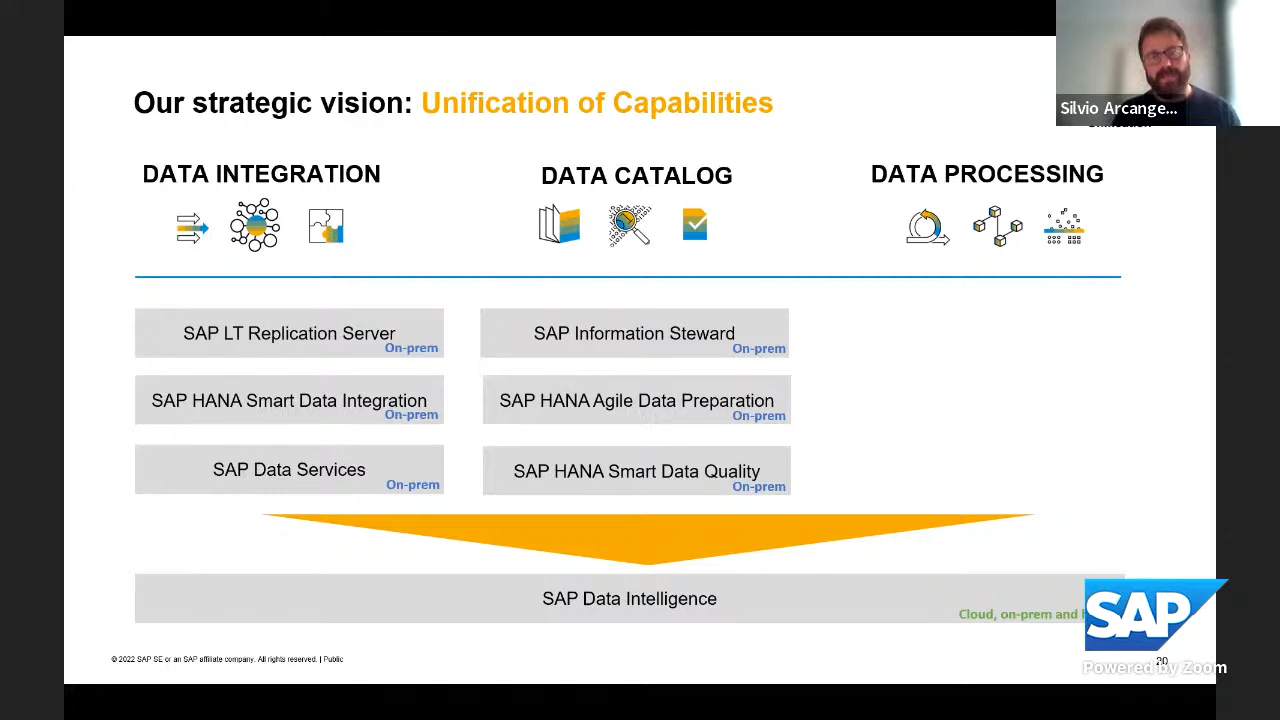 Our strategic vision: Unification of Capabilities
Silvio Arcange...
DATA INTEGRATION
DATA CATALOG
DATA PROCESSING
SAP LT Replication Server
On-prem
SAP Information Steward
On-prem
SAP HANA Smart Data Integration
On-prem
SAP HANA Agile Data Preparation
On-prem
SAP Data Services
On-prem
SAP HANA Smart Data Quality
On-prem
SAP Data Intelligence
Cloud, on-prem and
SAP
© 2022 SAP SE or an SAP affiliate company. All rights reserved. | Public
20
Powered by Zoom